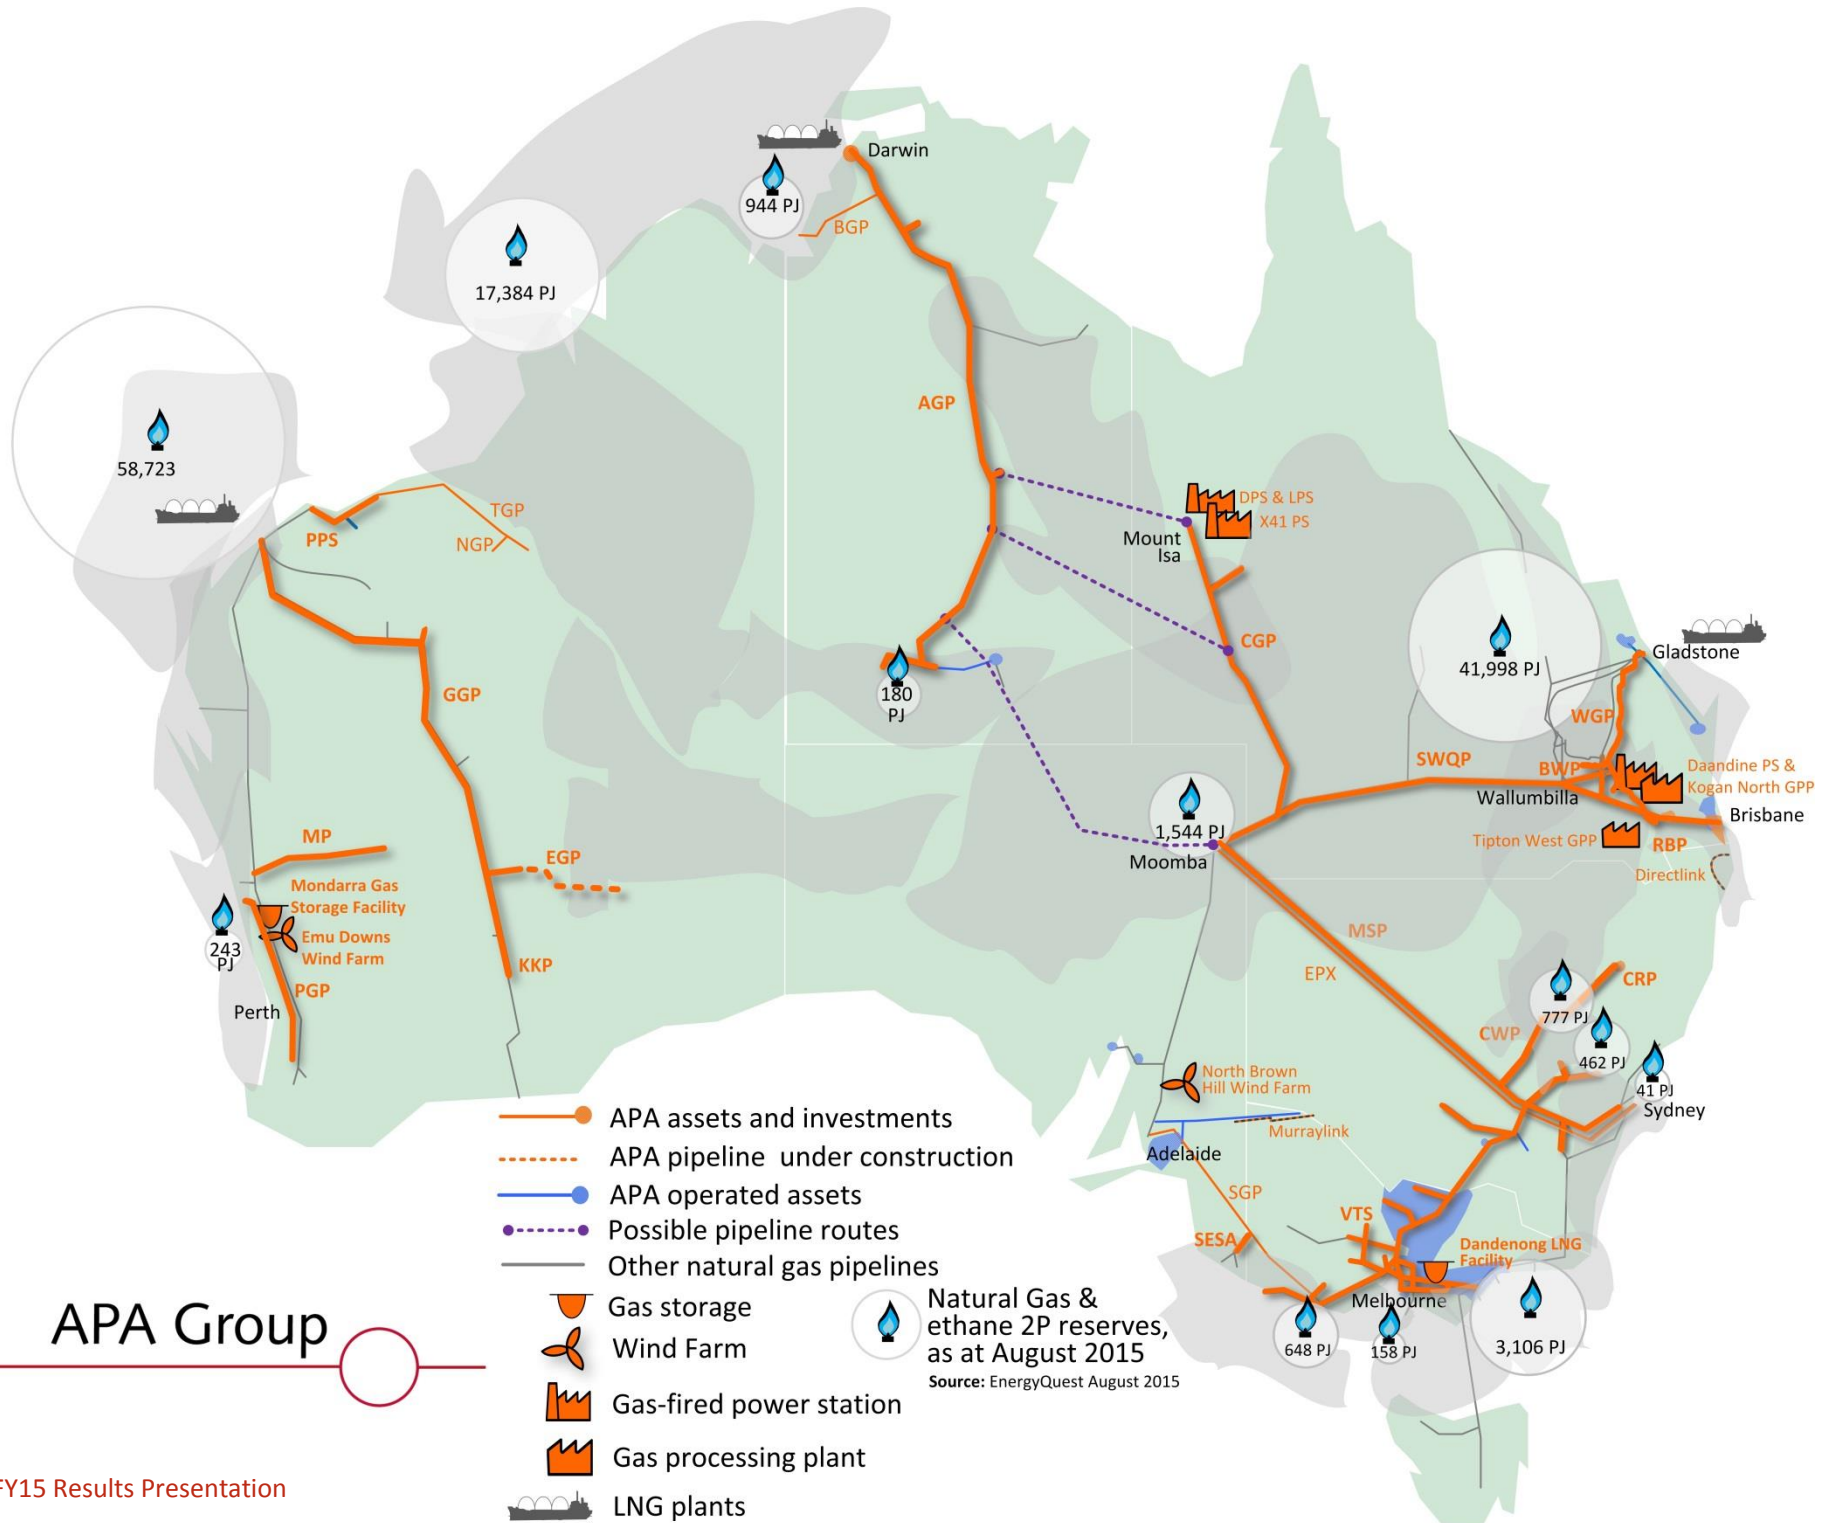 Darwin
944 PJ
BGP
17,384 PJ
AGP
58,723
TGP
PPS
NGP
DPS & LPS
X41 PS
Mount
Isa
CGP
41,998 PJ
Gladstone
GGP
180
PJ
WGP
SWQP
BWP
Daandine PS &
Kogan North GPP
Wallumbilla
Brisbane
1,544 PJ
Moomba
Tipton West GPP
RBP
Directlink
MP
EGP
Mondarra Gas
Storage Facility
Emu Downs
Wind Farm
243
PJ
KKP
PGP
Perth
MSP
EPX
CRP
777 PJ
CWP
462 PJ
41 PJ
Sydney
North Brown
Hill Wind Farm
Murraylink
Adelaide
SGP
SESA
VTS
Dandenong LNG
Facility
Melbourne
648 PJ
158 PJ
3,106 PJ
APA assets and investments
APA pipeline under construction
APA operated assets
Possible pipeline routes
Other natural gas pipelines
Gas storage
Wind Farm
Gas-fired power station
Gas processing plant
LNG plants
Natural Gas &
ethane 2P reserves,
as at August 2015
Source: EnergyQuest August 2015
APA Group
FY15 Results Presentation